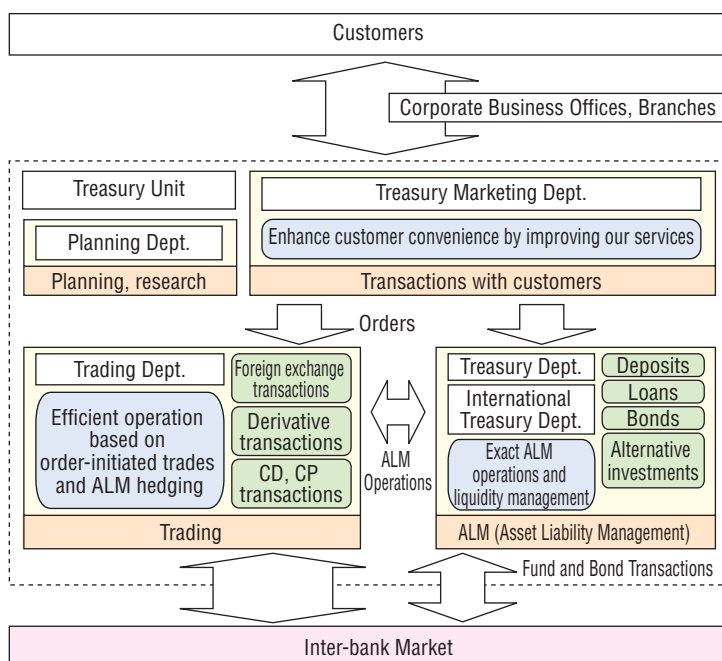 Customers
Corporate Business Offices, Branches
Treasury Unit
Planning Dept.
Planning, research
Treasury Marketing Dept.
Enhance customer convenience by improving our services
Transactions with customers
Orders
Trading Dept.
Efficient operation
based on
order-initiated trades
and ALM hedging
Foreign exchange
transactions
Derivative
transactions
CD, CP
transactions
Trading
ALM
Operations
Treasury Dept.
International
Treasury Dept.
Exact ALM
operations and
liquidity management
Deposits
Loans
Bonds
Alternative
investments
ALM (Asset Liability Management)
Fund and Bond Transactions
Inter-bank Market